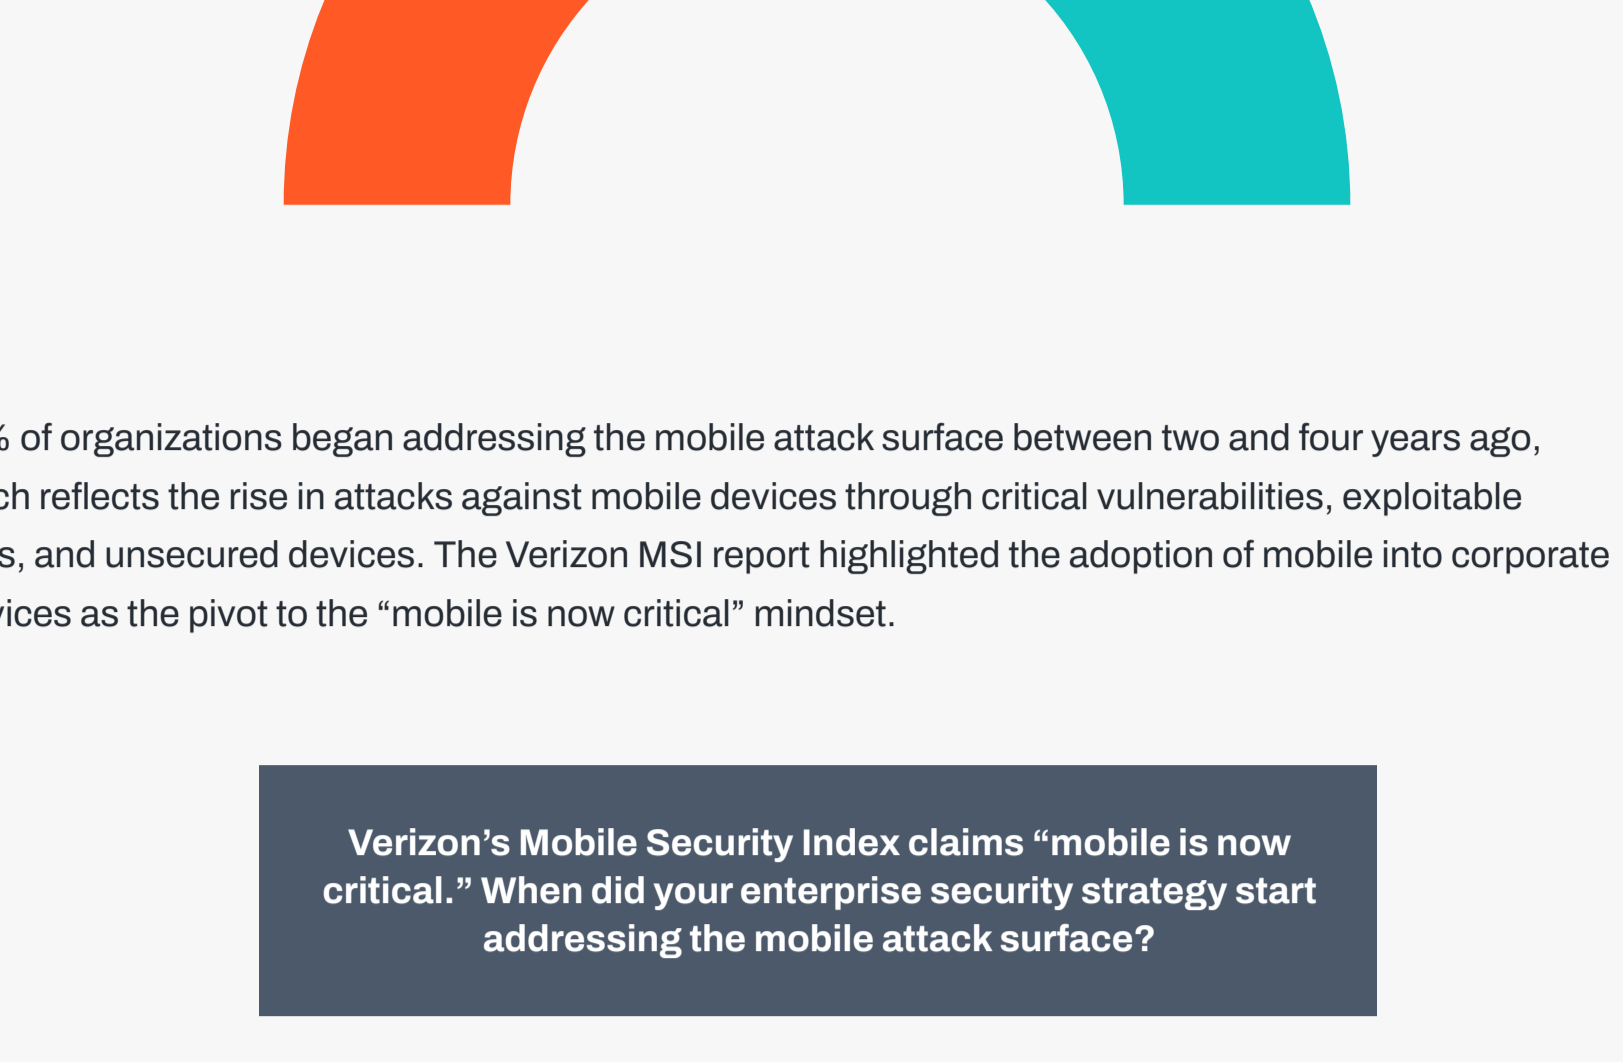 % of organizations began addressing the mobile attack surface between two and four years ago,
reflects the rise in attacks against mobile devices through critical vulnerabilities, exploitable
and unsecured devices. The Verizon MSI report highlighted the adoption of mobile into corporate
as the pivot to the “mobile is now critical” mindset.
Verizon’s Mobile Security Index claims “mobile is now
critical.” When did your enterprise security strategy start
addressing the mobile attack surface?